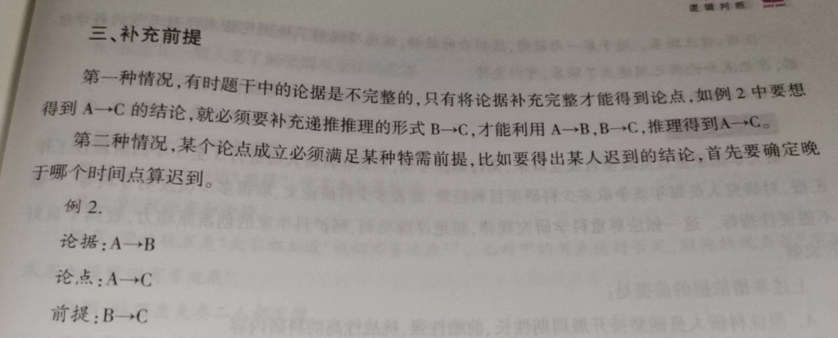 逻辑判断
三、补充前提
第一种情况,有时题干中的论据是不完整的,只有将论据补充完整才能得到论点,如例2中要想
得到A→C的结论,就必须要补充递推推理的形式B→C,才能利用A→B,B→C,推理得到A→C。
第二种情况,某个论点成立必须满足某种特需前提,比如要得出某人迟到的结论,首先要确定晚
于哪个时间点算迟到。
例2.
论据:A→B
论点:A→C
前提:B→C